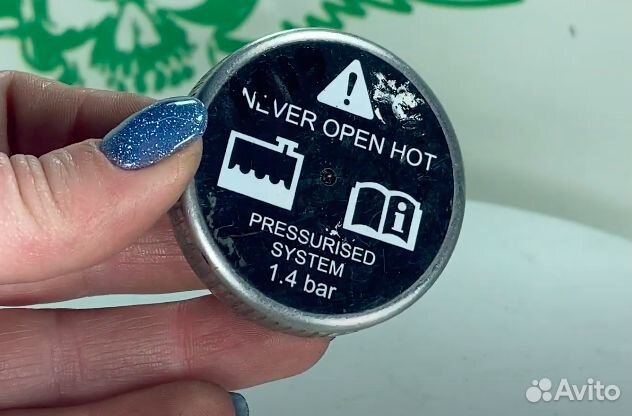 NEVER OPEN HOT
PRESSURISED
SYSTEM
1.4 bar
Avito